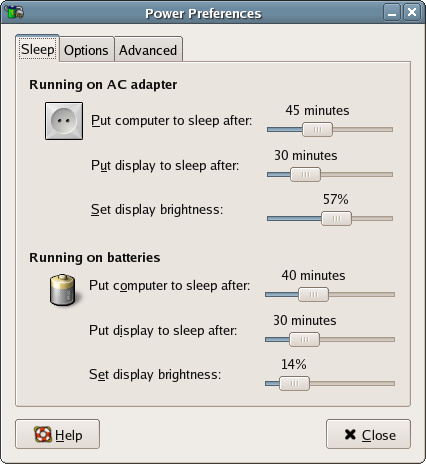 Power Preferences
Sleep Options Advanced
Running on AC adapter
45 minutes
Put computer to sleep after:
30 minutes
Put display to sleep after:
57%
Set display brightness:
Running on batteries
40 minutes
Put computer to sleep after:
30 minutes
Put display to sleep after:
14%
Set display brightness:
Help Close